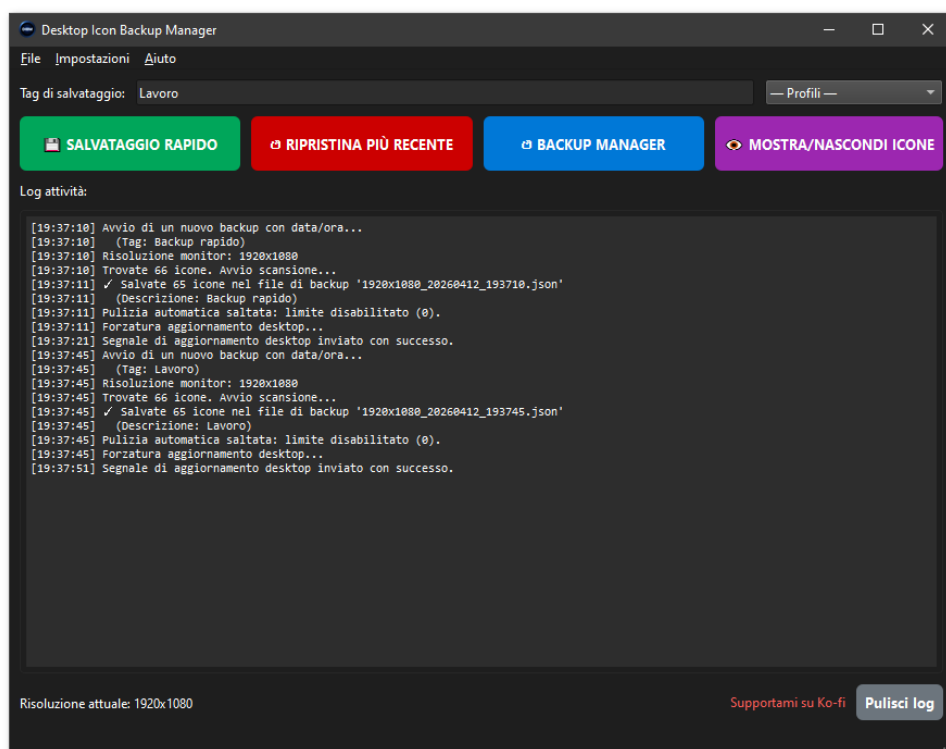 Desktop Icon Backup Manager
File Impostazioni Aiuto
Tag di salvataggio: Lavoro — Profili —
SALVATAGGIO RAPIDO RIPRISTINA PIÙ RECENTE BACKUP MANAGER MOSTRA/NASCONDI ICONE
Log attività:
[19:37:10] Avvio di un nuovo backup con data/ora...
[19:37:10] (Tag: Backup rapido)
[19:37:10] Risoluzione monitor: 1920x1080
[19:37:10] Trovate 66 icone. Avvio scansione...
[19:37:11] ✓ Salvate 65 icone nel file di backup '1920x1080_20260412_193710.json'
[19:37:11] (Descrizione: Backup rapido)
[19:37:11] Pulizia automatica saltata: limite disabilitato (0).
[19:37:11] Forzatura aggiornamento desktop...
[19:37:21] Segnale di aggiornamento desktop inviato con successo.
[19:37:45] Avvio di un nuovo backup con data/ora...
[19:37:45] (Tag: Lavoro)
[19:37:45] Risoluzione monitor: 1920x1080
[19:37:45] Trovate 66 icone. Avvio scansione...
[19:37:45] ✓ Salvate 65 icone nel file di backup '1920x1080_20260412_193745.json'
[19:37:45] (Descrizione: Lavoro)
[19:37:45] Pulizia automatica saltata: limite disabilitato (0).
[19:37:45] Forzatura aggiornamento desktop...
[19:37:51] Segnale di aggiornamento desktop inviato con successo.
Risoluzione attuale: 1920x1080 Supportami su Ko-fi Pulisci log